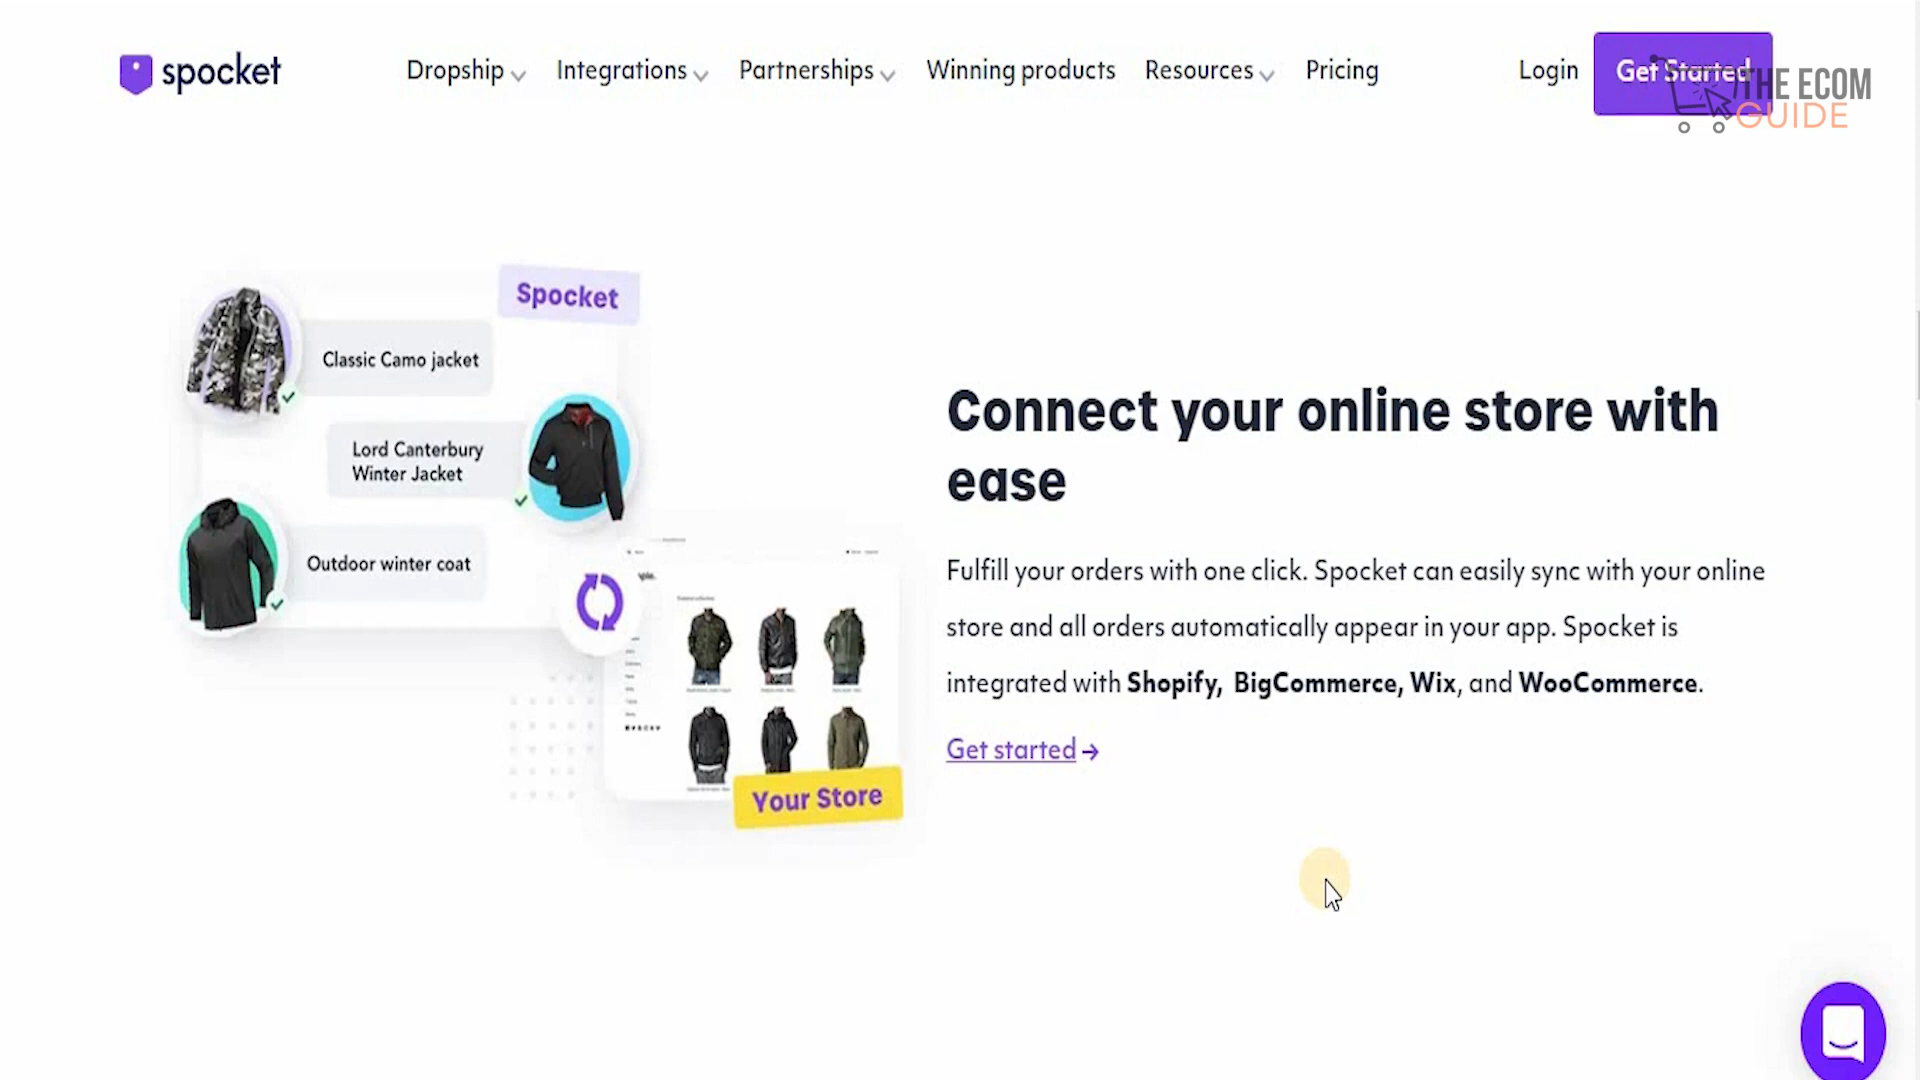 spocket
Dropship
Integrations
Partnerships
Winning products
Resources
Pricing
Login
Get Started
THE ECOM
GUIDE
Spocket
Classic Camo jacket
Lord Canterbury
Winter Jacket
Outdoor winter coat
Your Store
Connect your online store with
ease
Fulfill your orders with one click. Spocket can easily sync with your online
store and all orders automatically appear in your app. Spocket is
integrated with Shopify, BigCommerce, Wix, and WooCommerce.
Get started